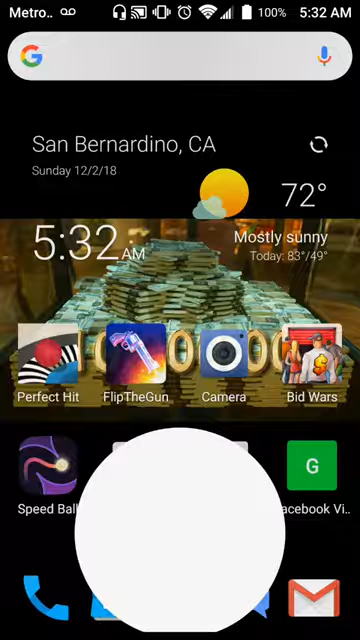 Metro.. 100% 5:32 AM
San Bernardino, CA
Sunday 12/2/18
72°
5:32 AM
Mostly sunny
Today: 83°/49°
Perfect Hit FlipTheGun Camera Bid Wars
G
Speed Ball acebook Vi...